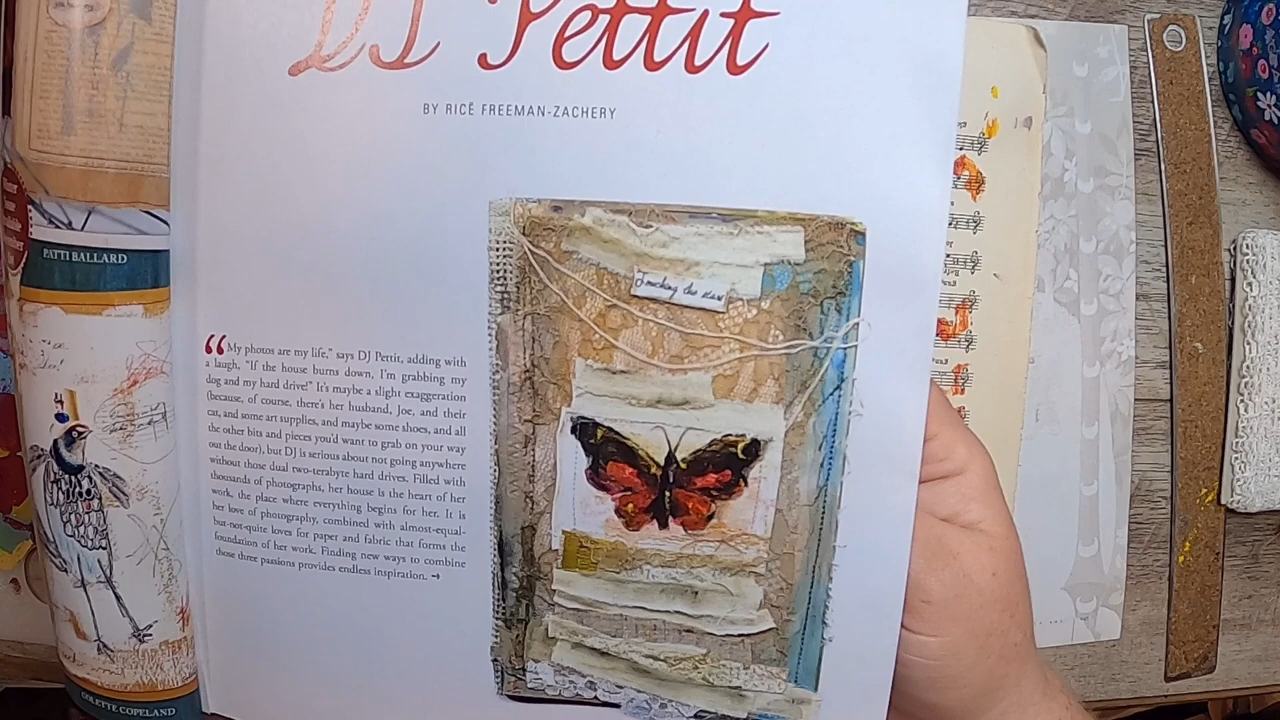 DJ Pettit
BY RICË FREEMAN-ZACHERY
PATTI BALLARD
Touching the
“My photos are my life,” says DJ Pettit, adding with
a laugh, “If the house burns down, I’m grabbing my
dog and my hard drive!” It’s maybe a slight exaggeration
(because, of course, there’s her husband, Joe, and their
cat, and some art supplies, and maybe some shoes, and all
the other bits and pieces you’d want to grab on your way
out the door), but DJ is serious about not going anywhere
without those dual two-terabyte hard drives. Filled with
thousands of photographs, her house is the heart of her
work, the place where everything begins for her. It is
her love of photography, combined with almost-equal-
but-not-quite loves for paper and fabric that forms the
foundation of her work. Finding new ways to combine
those three passions provides endless inspiration. →
COLETTE COPELAND